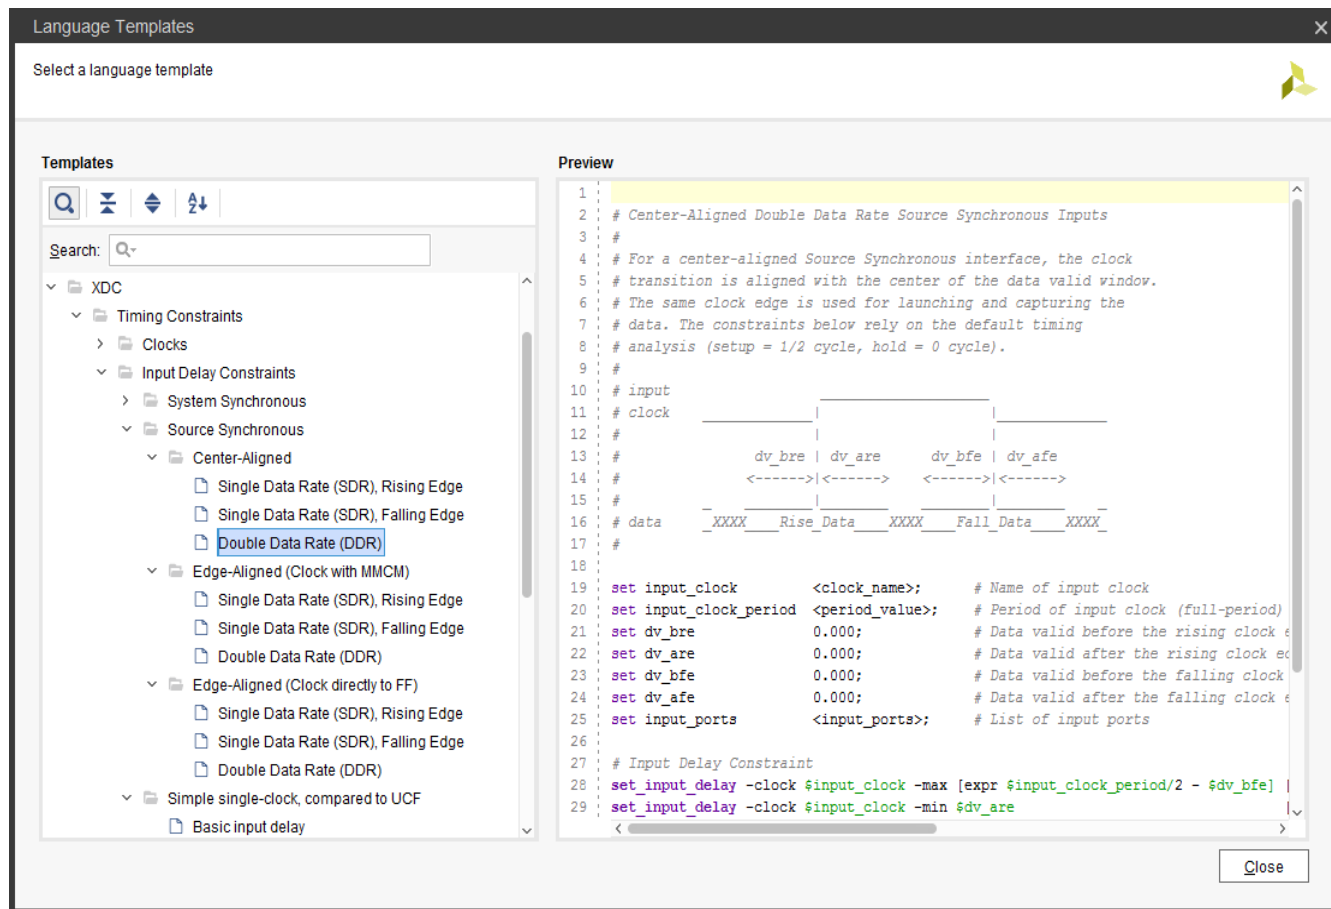 Language Templates
Select a language template
Templates
Search:
XDC
Timing Constraints
Clocks
Input Delay Constraints
System Synchronous
Source Synchronous
Center-Aligned
Single Data Rate (SDR), Rising Edge
Single Data Rate (SDR), Falling Edge
Double Data Rate (DDR)
Edge-Aligned (Clock with MMCM)
Single Data Rate (SDR), Rising Edge
Single Data Rate (SDR), Falling Edge
Double Data Rate (DDR)
Edge-Aligned (Clock directly to FF)
Single Data Rate (SDR), Rising Edge
Single Data Rate (SDR), Falling Edge
Double Data Rate (DDR)
Simple single-clock, compared to UCF
Basic input delay
Preview
1
2 # Center-Aligned Double Data Rate Source Synchronous Inputs
3 #
4 # For a center-aligned Source Synchronous interface, the clock
5 # transition is aligned with the center of the data valid window.
6 # The same clock edge is used for launching and capturing the
7 # data. The constraints below rely on the default timing
8 # analysis (setup = 1/2 cycle, hold = 0 cycle).
9 #
10 # input            ___________________
11 # clock ____________| |____________
12 # | |
13 # dv_bre | dv_are dv_bfe | dv_afe
14 # <------>|<------> <------>|<------>
15 # _ ________|________ ________|________ _
16 # data _XXXX____Rise_Data____XXXX____Fall_Data____XXXX_
17 #
18
19 set input_clock <clock_name>; # Name of input clock
20 set input_clock_period <period_value>; # Period of input clock (full-period)
21 set dv_bre 0.000; # Data valid before the rising clock e
22 set dv_are 0.000; # Data valid after the rising clock ed
23 set dv_bfe 0.000; # Data valid before the falling clock
24 set dv_afe 0.000; # Data valid after the falling clock e
25 set input_ports <input_ports>; # List of input ports
26
27 # Input Delay Constraint
28 set_input_delay -clock $input_clock -max [expr $input_clock_period/2 - $dv_bfe] [
29 set_input_delay -clock $input_clock -min $dv_are
Close